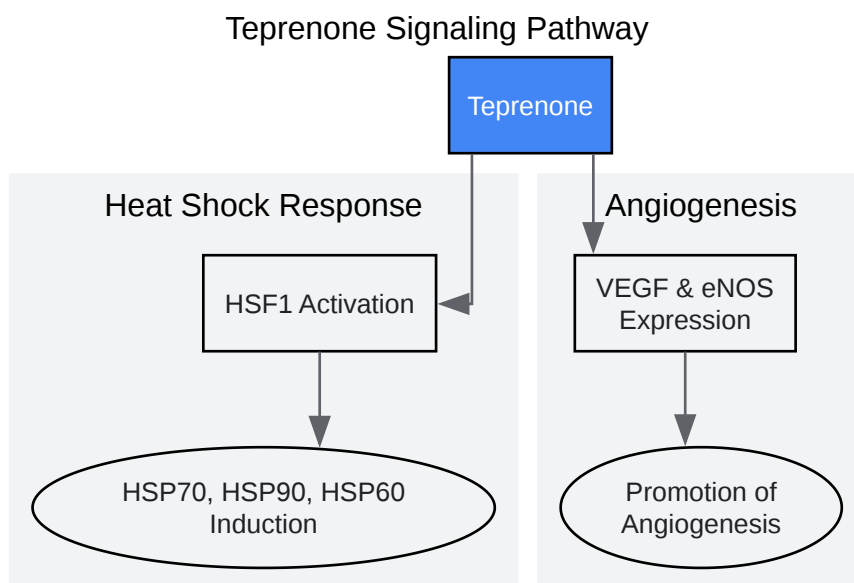 Teprenone Signaling Pathway
Teprenone
Heat Shock Response
Angiogenesis
HSF1 Activation
VEGF & eNOS
Expression
HSP70, HSP90, HSP60
Induction
Promotion of
Angiogenesis